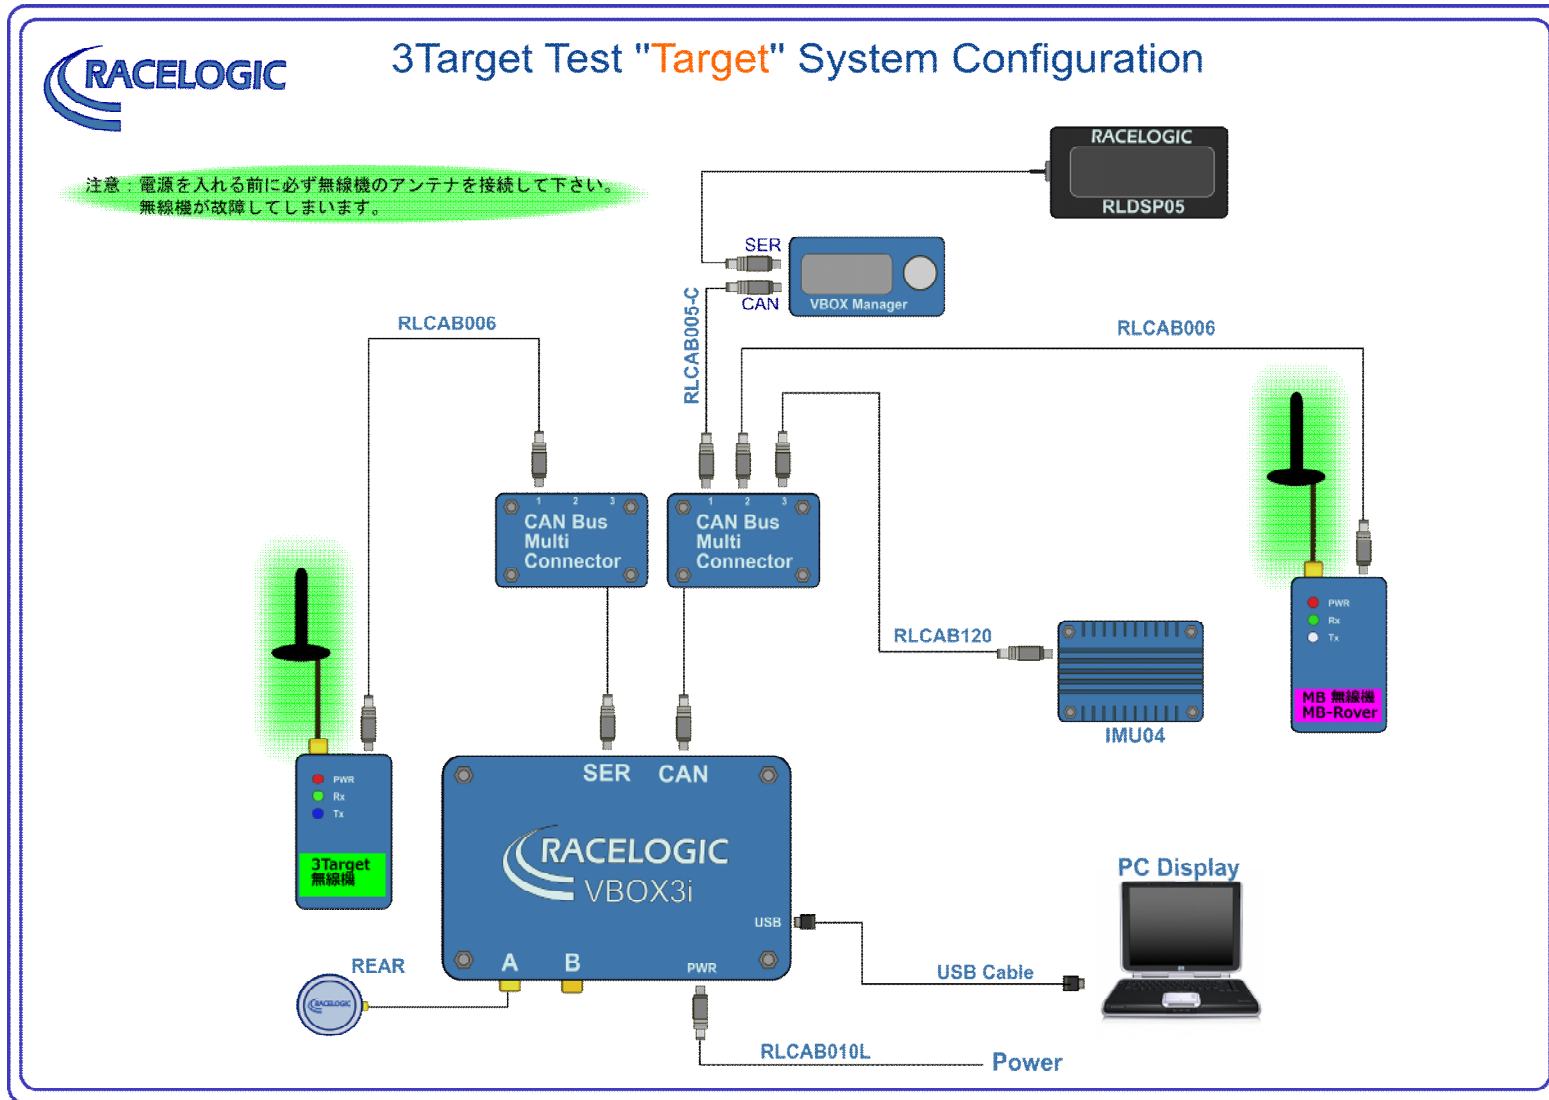 RACELOGIC
3Target Test "Target" System Configuration
注意：電源を入れる前に必ず無線機のアンテナを接続して下さい。
無線機が故障してしまいます。
RACELOGIC
RLDSP05
SER
CAN
VBOX Manager
RLCAB005-C
RLCAB006
RLCAB006
1 2 3
CAN Bus
Multi
Connector
1 2 3
CAN Bus
Multi
Connector
RLCAB120
IMU04
PWR
Rx
Tx
MB 無線機
MB-Rover
PWR
Rx
Tx
3Target
無線機
SER CAN
RACELOGIC
VBOX3i
USB
A B PWR
REAR
RACELOGIC
PC Display
USB Cable
RLCAB010L
Power